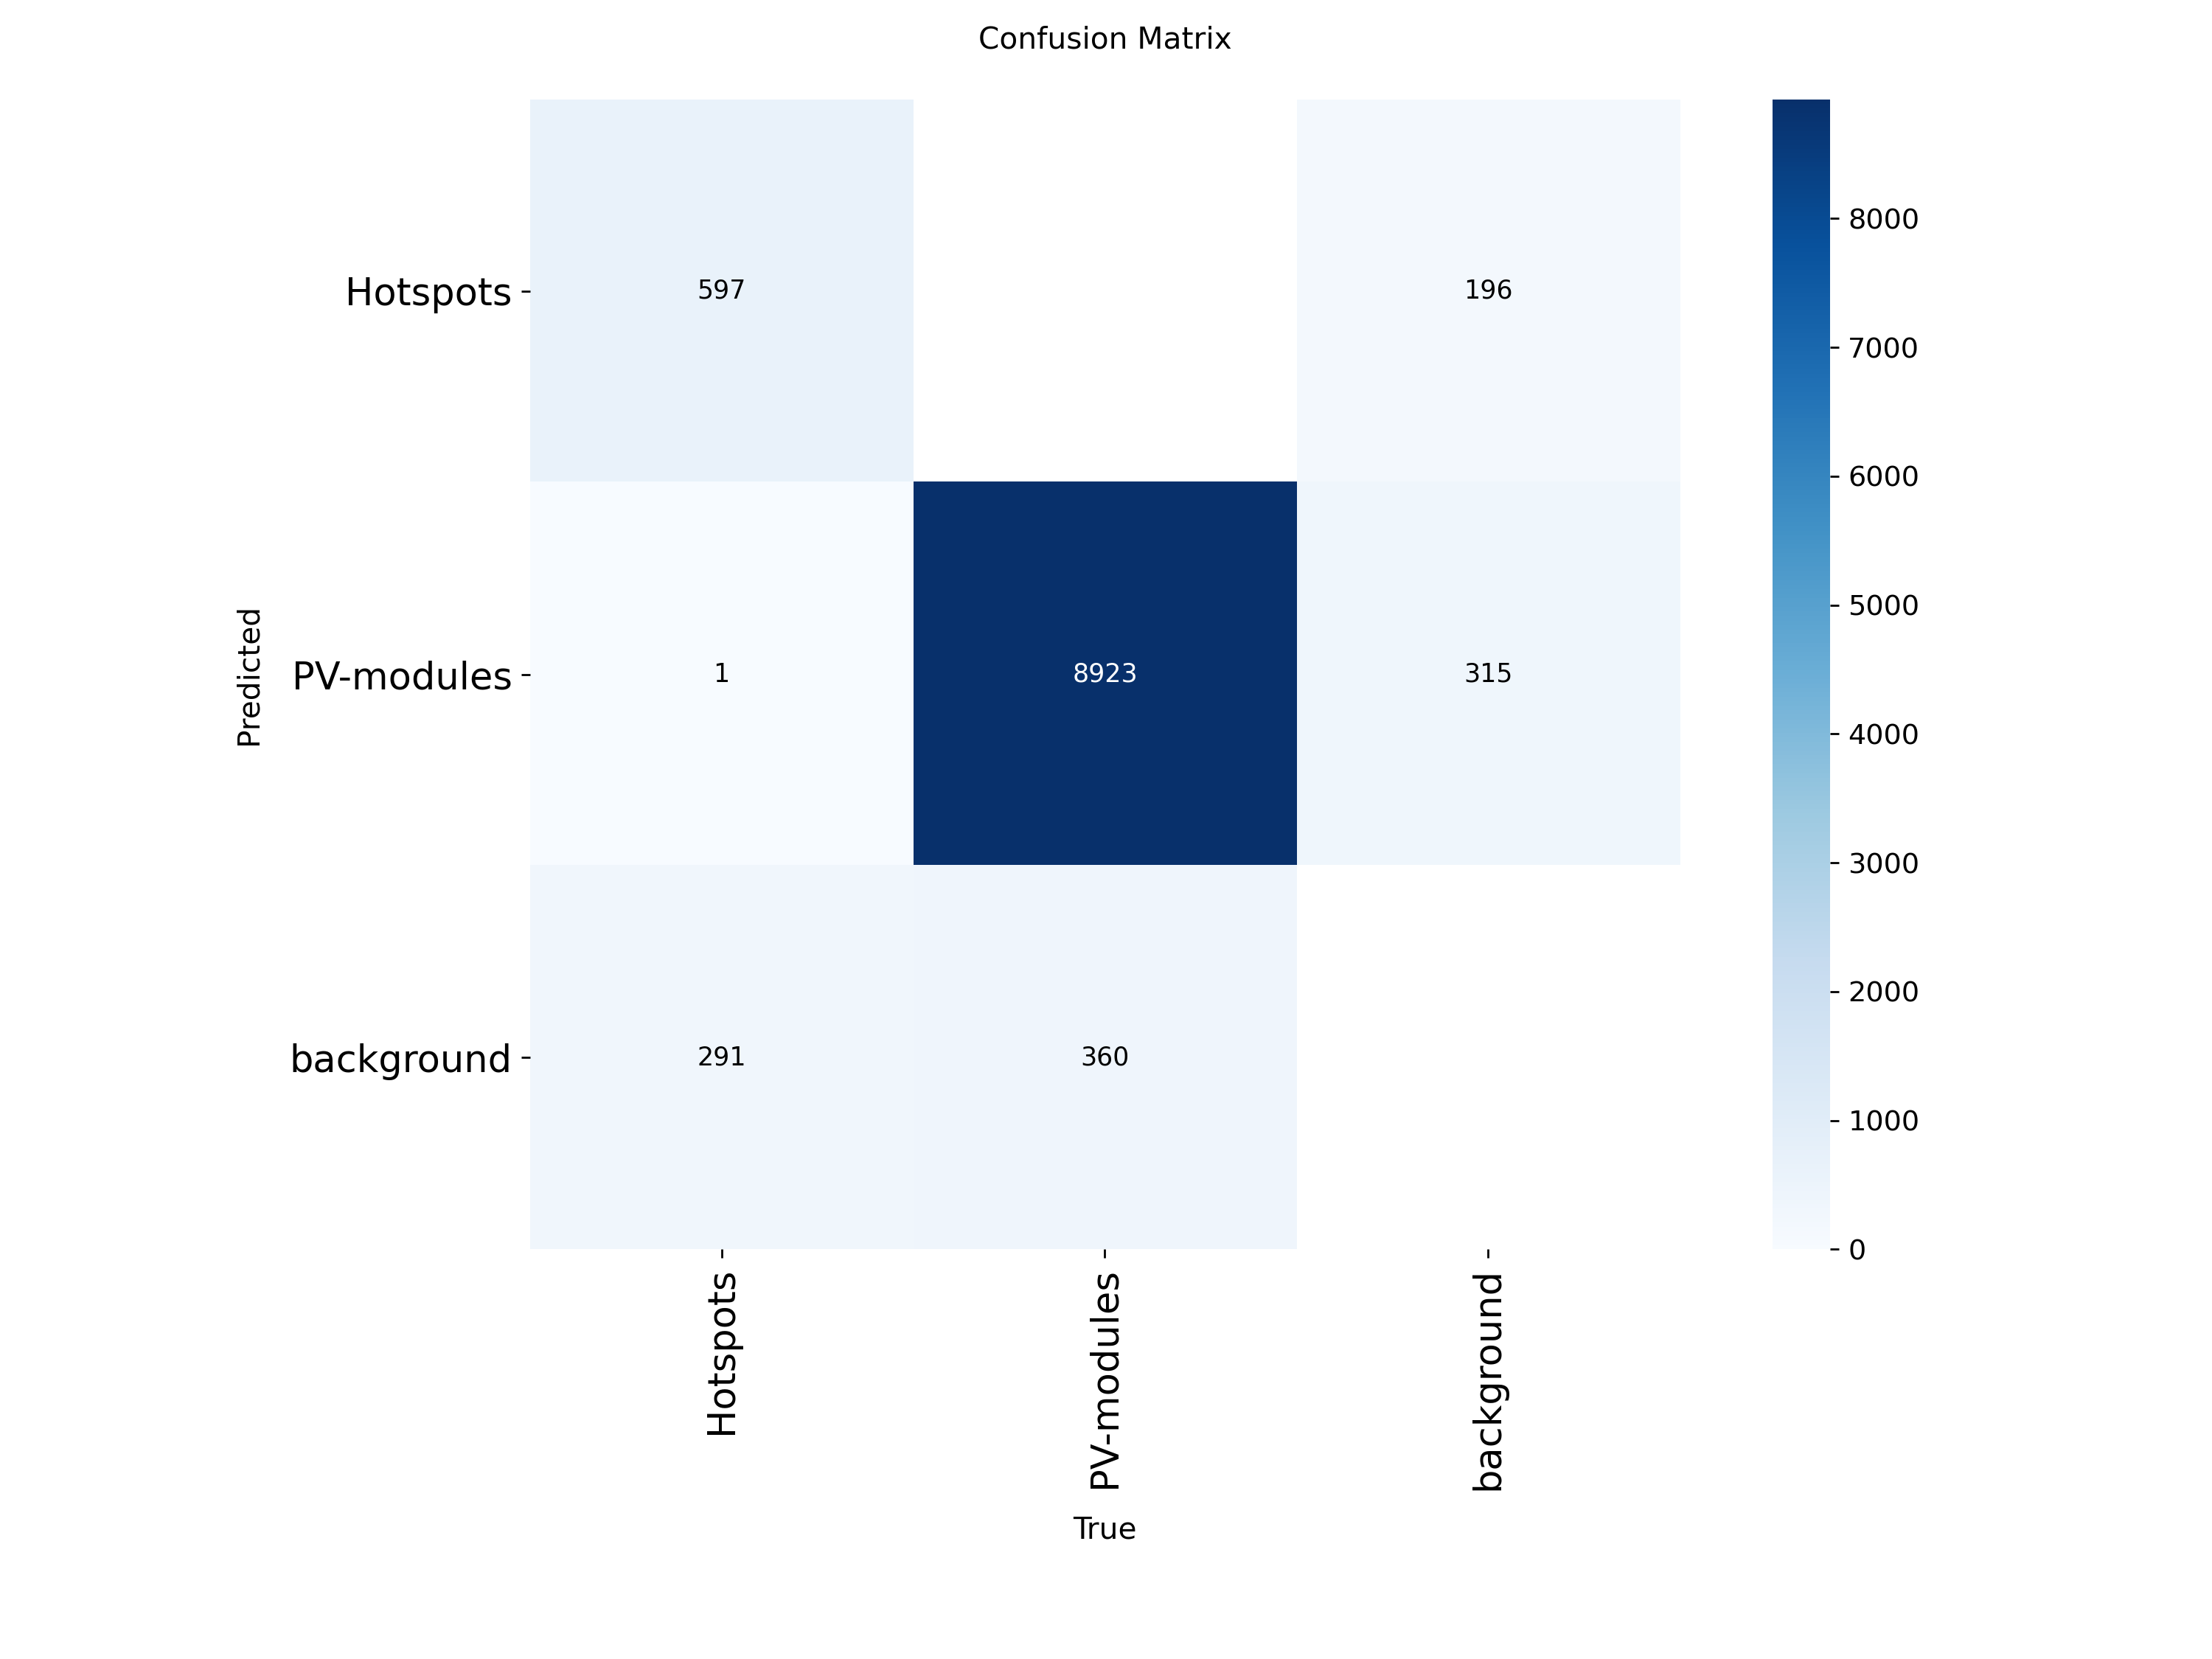 Confusion Matrix
Hotspots
597
196
PV-modules
1
8923
315
background
291
360
Predicted
Hotspots
PV-modules
background
True
8000
7000
6000
5000
4000
3000
2000
1000
0